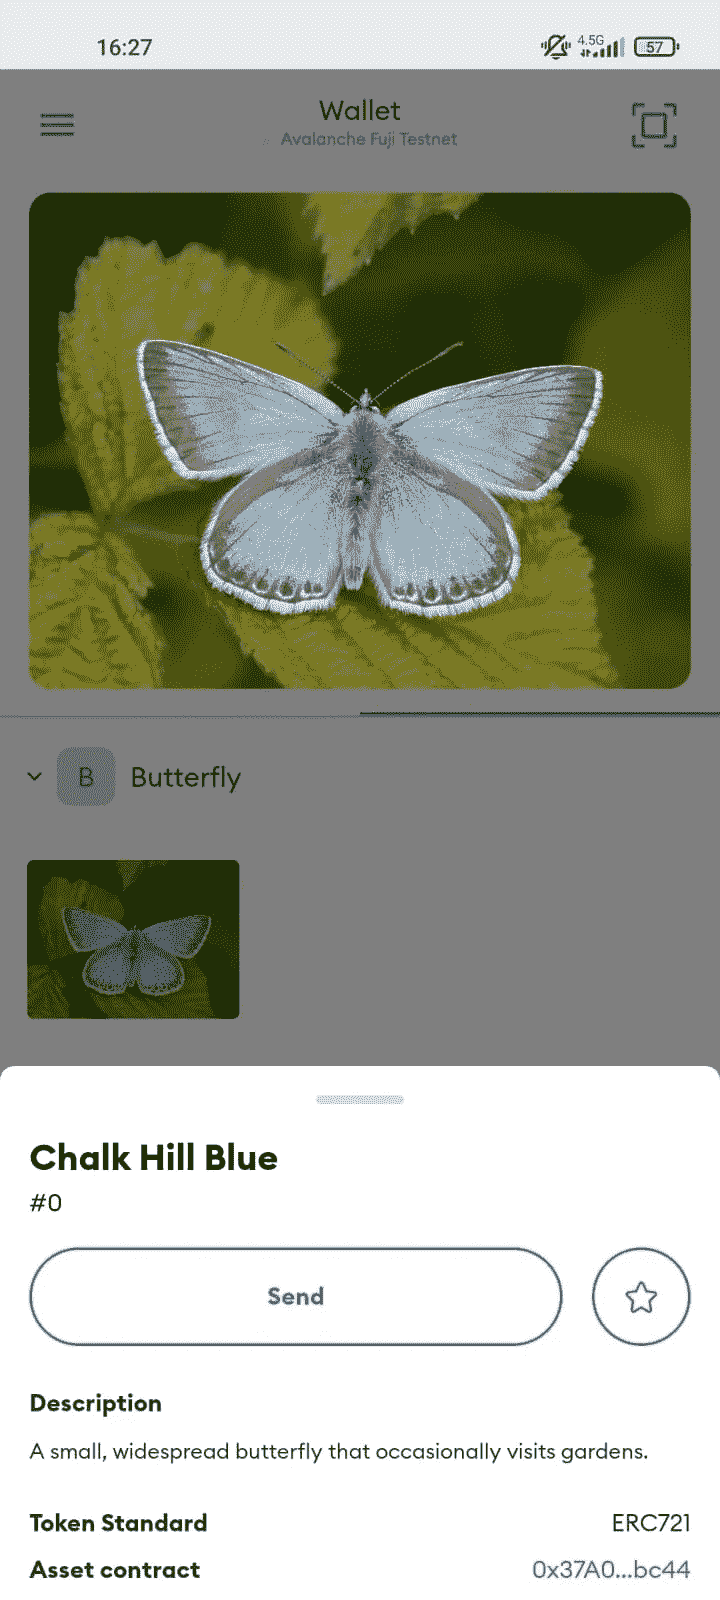 16:27
4.5G
57
Wallet
Avalanche Fuji Testnet
B
Butterfly
Chalk Hill Blue
#0
Send
Description
A small, widespread butterfly that occasionally visits gardens.
Token Standard
ERC721
Asset contract
0x37A0...bc44